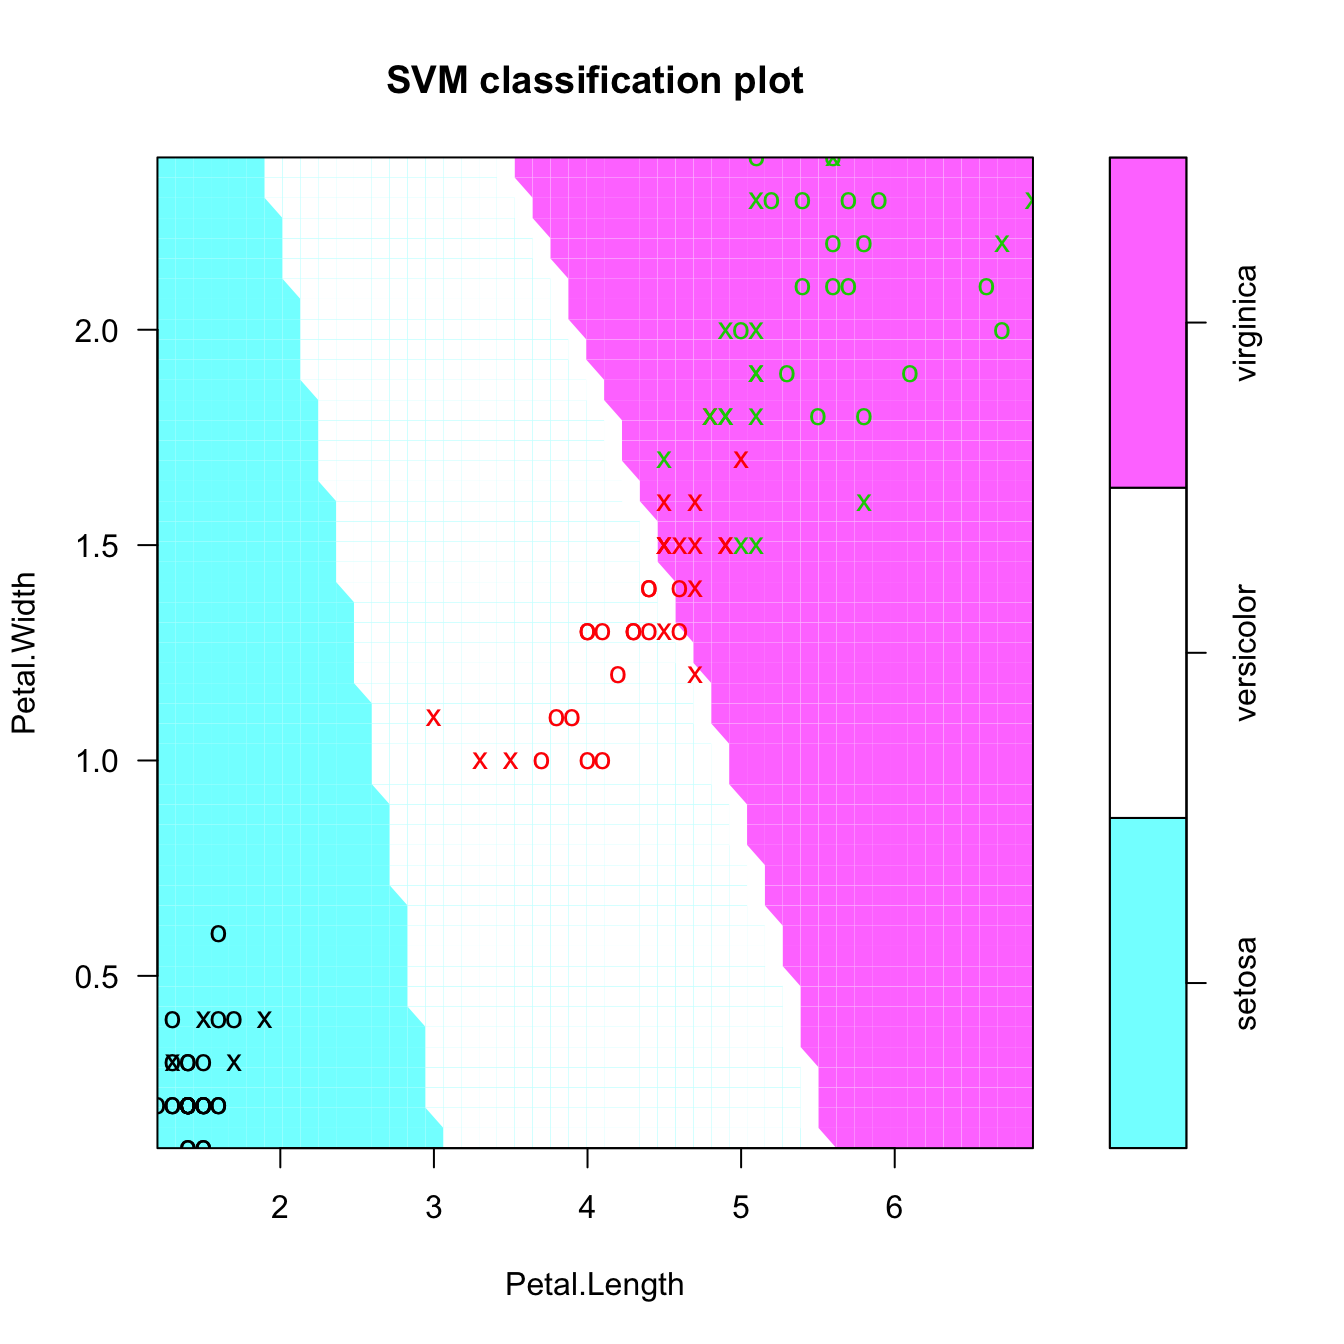 SVM classification plot
Petal.Width
2.0
1.5
1.0
0.5
2 3 4 5 6
Petal.Length
virginica
versicolor
setosa